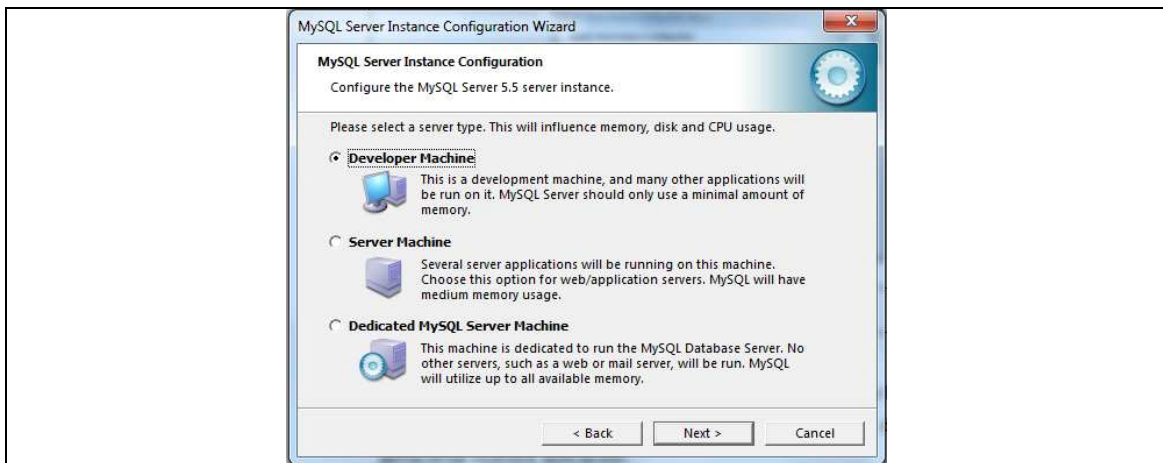 MySQL Server Instance Configuration Wizard
MySQL Server Instance Configuration
Configure the MySQL Server 5.5 server instance.
Please select a server type. This will influence memory, disk and CPU usage.
Developer Machine
This is a development machine, and many other applications will
be run on it. MySQL Server should only use a minimal amount of
memory.
Server Machine
Several server applications will be running on this machine.
Choose this option for web/application servers. MySQL will have
medium memory usage.
Dedicated MySQL Server Machine
This machine is dedicated to run the MySQL Database Server. No
other servers, such as a web or mail server, will be run. MySQL
will utilize up to all available memory.
< Back Next > Cancel